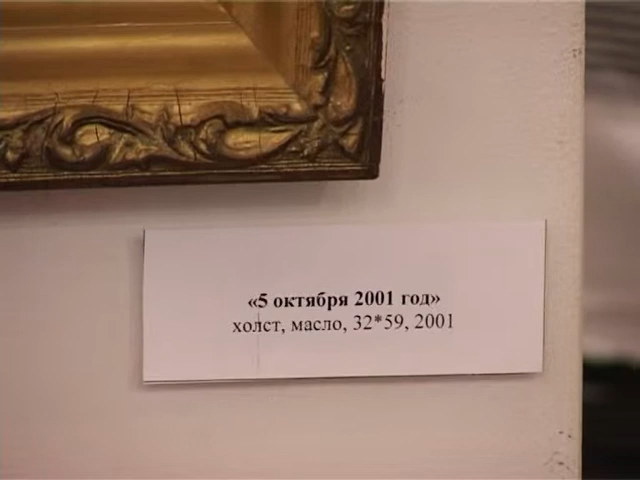 «5 октября 2001 год»
холст, масло, 32*59, 2001